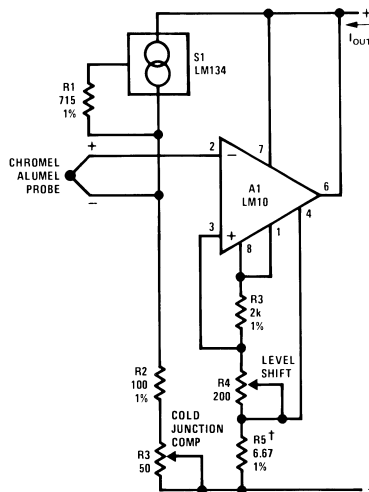 +
IOUT
S1
LM134
R1
715
1%
+
CHROMEL
ALUMEL
PROBE
−
2
−
7
A1
LM10
6
4
3
+
8
1
R3
2k
1%
LEVEL
SHIFT
R4
200
R2
100
1%
COLD
JUNCTION
COMP
R3
50
R5†
6.67
1%
−